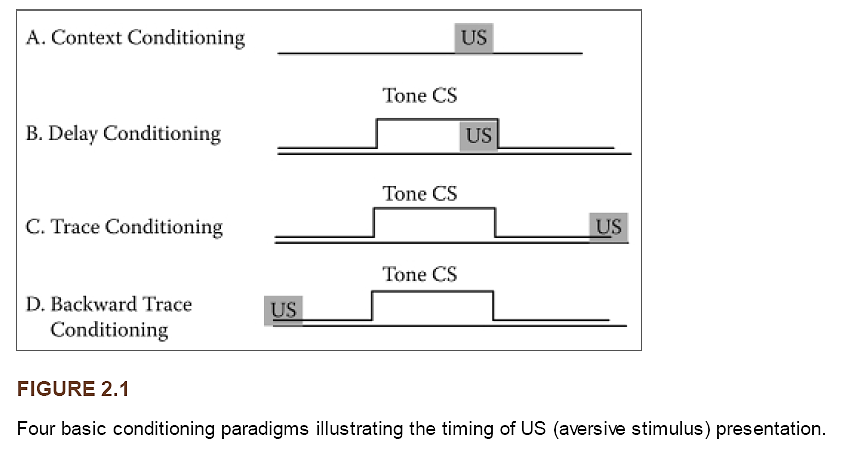 A. Context Conditioning
US
Tone CS
B. Delay Conditioning
US
Tone CS
C. Trace Conditioning
US
Tone CS
D. Backward Trace
Conditioning
US
FIGURE 2.1
Four basic conditioning paradigms illustrating the timing of US (aversive stimulus) presentation.